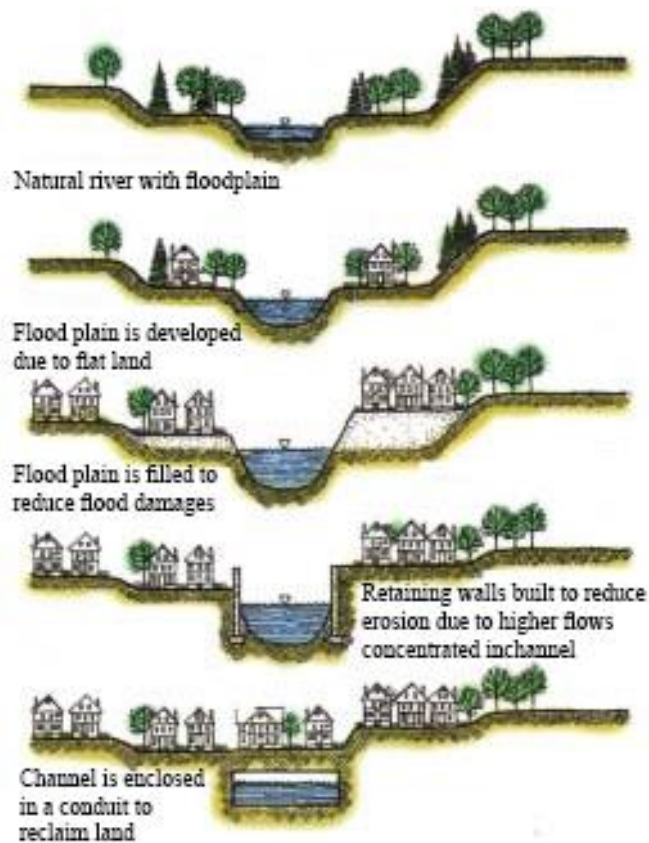 Natural river with floodplain
Flood plain is developed
due to flat land
Flood plain is filled to
reduce flood damages
Retaining walls built to reduce
erosion due to higher flows
concentrated inchannel
Channel is enclosed
in a conduit to
reclaim land